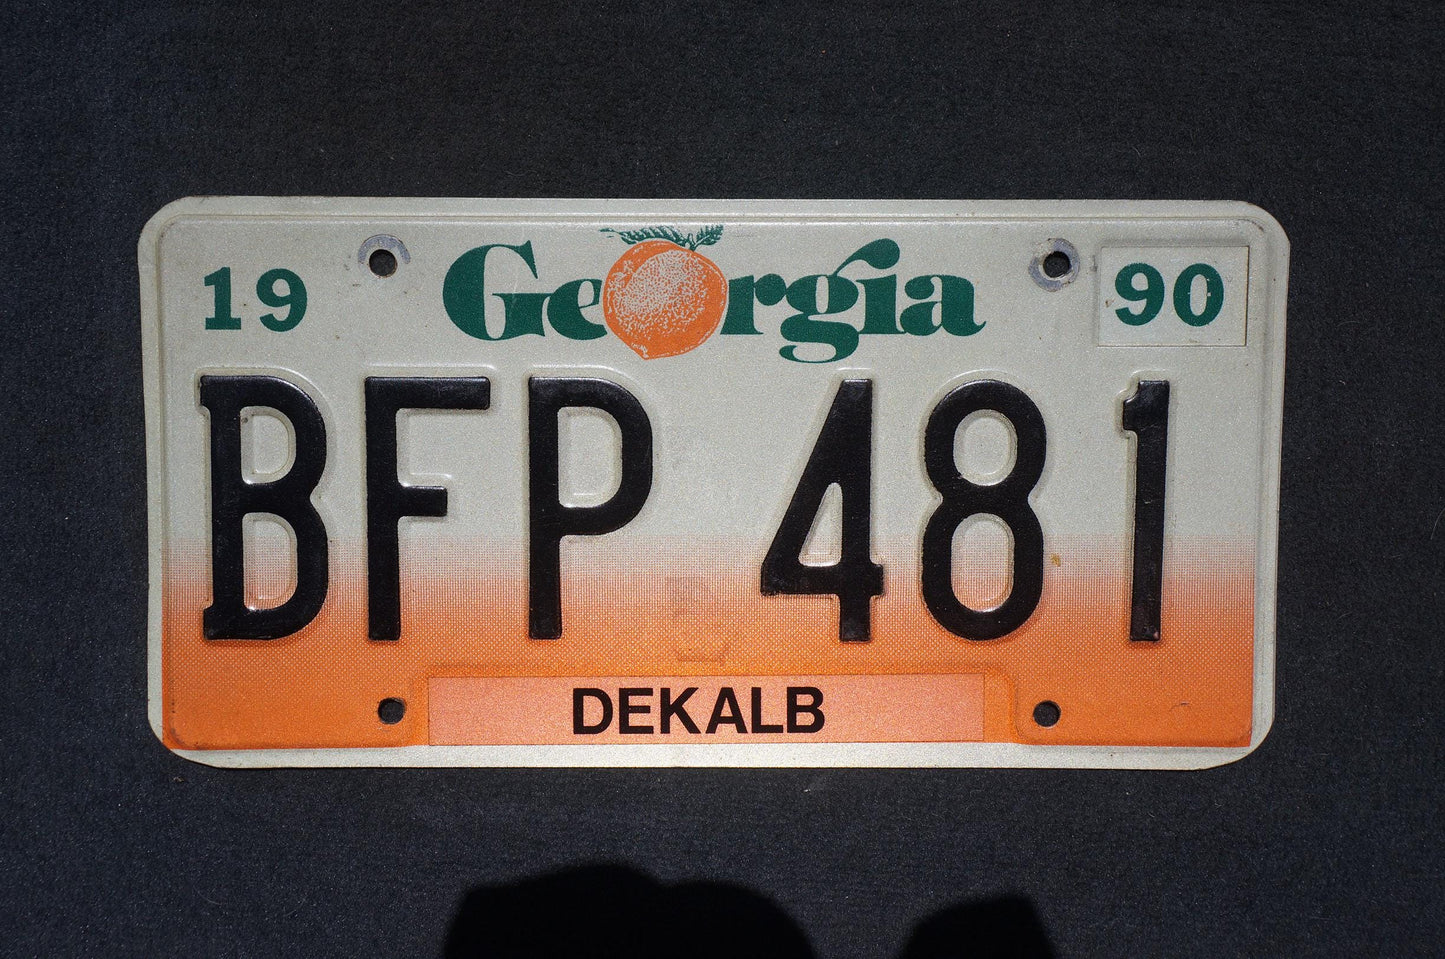 19 Georgia 90
BFP 481
DEKALB